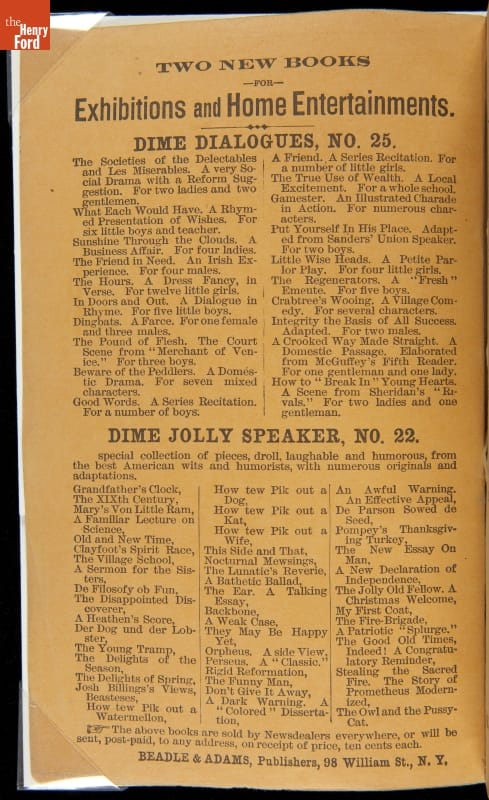 the
Henry
Ford
TWO NEW BOOKS
—FOR—
Exhibitions and Home Entertainments.
DIME DIALOGUES, NO. 25.
The Societies of the Delectables
and Les Miserables. A very So-
cial Drama with a Reform Sug-
gestion. For two ladies and two
gentlemen.
What Each Would Have. A Rhym-
ed Presentation of Wishes. For
six little boys and teacher.
Sunshine Through the Clouds. A
Business Affair. For four ladies.
The Friend in Need. An Irish Ex-
perience. For four males.
The Hours. A Dress Fancy, in
Verse. For twelve little girls.
In Doors and Out. A Dialogue in
Rhyme. For five little boys.
Dingbats. A Farce. For one female
and three males.
The Pound of Flesh. The Court
Scene from "Merchant of Ven-
ice." For three boys.
Beware of the Peddlers. A Domes-
tic Drama. For seven mixed
characters.
Good Words. A Series Recitation.
For a number of boys.
A Friend. A Series Recitation. For
a number of little girls.
The True Use of Wealth. A Local
Excitement. For a whole school.
Gamester. An Illustrated Charade
in Action. For numerous char-
acters.
Put Yourself In His Place. Adapt-
ed from Sanders' Union Speaker.
For two boys.
Little Wise Heads. A Petite Par-
lor Play. For four little girls.
The Regenerators. A "Fresh"
Emeute. For five boys.
Crabtree's Wooing. A Village Com-
edy. For several characters.
Integrity the Basis of All Success.
Adapted. For two males.
A Crooked Way Made Straight. A
Domestic Passage. Elaborated
from McGuffey's Fifth Reader.
For one gentleman and one lady.
How to "Break In" Young Hearts.
A Scene from Sheridan's "Ri-
vals." For two ladies and one
gentleman.
DIME JOLLY SPEAKER, NO. 22.
special collection of pieces, droll, laughable and humorous, from
the best American wits and humorists, with numerous originals and
adaptations.
Grandfather's Clock,
The XIXth Century,
Mary's Von Little Ram,
A Familiar Lecture on
Science,
Old and New Time,
Clayfoot's Spirit Race,
The Village School,
A Sermon for the Sis-
ters,
De Filosofy ob Fun,
The Disappointed Dis-
coverer,
A Heathen's Score,
Der Dog und der Lob-
ster,
The Young Tramp,
The Delights of the
Season,
The Delights of Spring,
Josh Billings's Views,
Beasteses,
How tew Pik out a
Watermellon,
How tew Pik out a
Dog,
How tew Pik out a
Kat,
How tew Pik out a
Wife,
This Side and That,
Nocturnal Mewsings,
The Lunatic's Reverie,
A Bathetic Ballad,
The Ear. A Talking
Essay,
Backbone,
A Weak Case,
They May Be Happy
Yet,
Orpheus. A side View,
Perseus. A "Classic."
Rigid Reformation,
The Funny Man,
Don't Give It Away,
A Dark Warning. A
"Colored" Disserta-
tion,
An Awful Warning.
An Effective Appeal,
De Parson Sowed de
Seed,
Pompey's Thanksgiv-
ing Turkey,
The New Essay On
Man,
A New Declaration of
Independence,
The Jolly Old Fellow. A
Christmas Welcome,
My First Coat,
The Fire-Brigade,
A Patriotic "Splurge."
The Good Old Times,
Indeed! A Congratu-
latory Reminder,
Stealing the Sacred
Fire. The Story of
Prometheus Modern-
ized,
The Owl and the Pussy-
Cat.
☞ The above books are sold by Newsdealers everywhere, or will be
sent, post-paid, to any address, on receipt of price, ten cents each.
BEADLE & ADAMS, Publishers, 98 William St., N. Y.